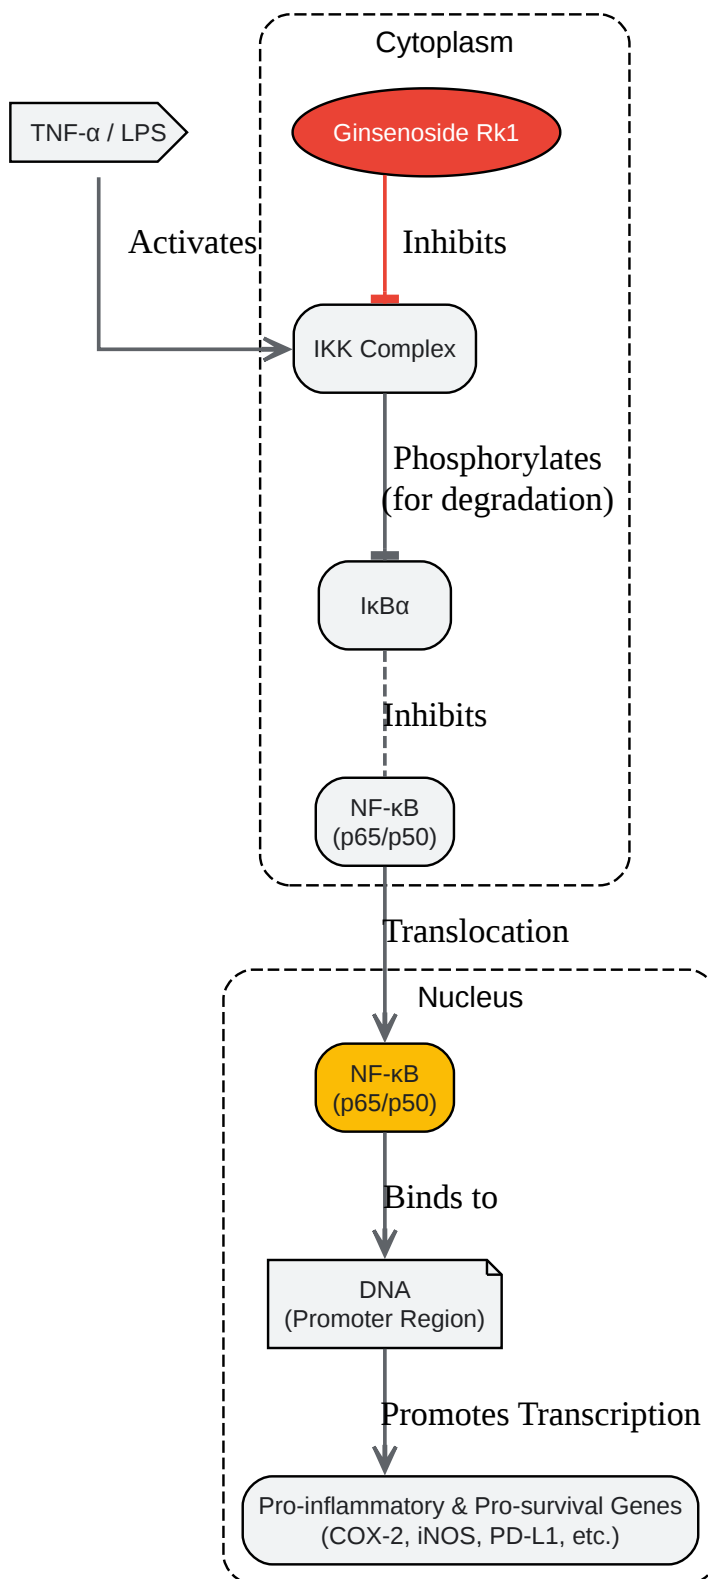 Cytoplasm
TNF-α / LPS
Ginsenoside Rk1
Activates
Inhibits
IKK Complex
Phosphorylates
(for degradation)
IκBα
Inhibits
NF-κB
(p65/p50)
Translocation
Nucleus
NF-κB
(p65/p50)
Binds to
DNA
(Promoter Region)
Promotes Transcription
Pro-inflammatory & Pro-survival Genes
(COX-2, iNOS, PD-L1, etc.)